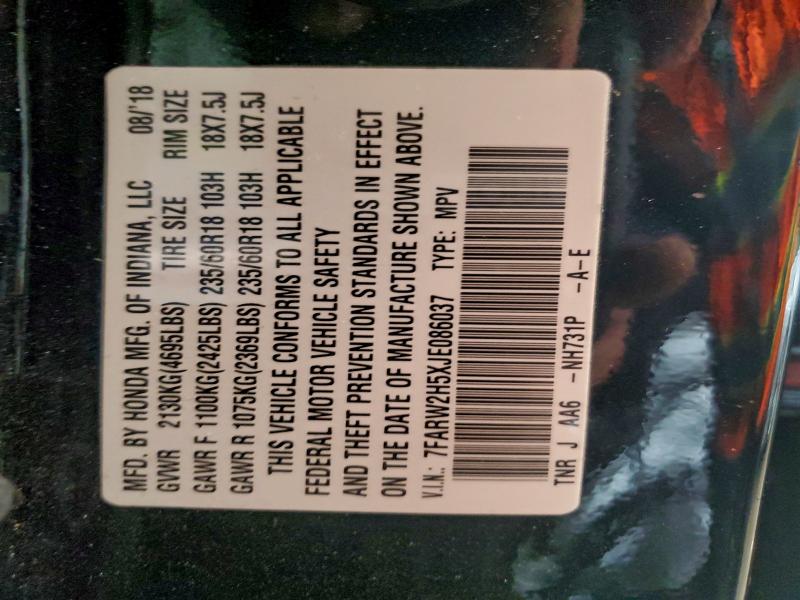 MFD. BY HONDA MFG. OF INDIANA, LLC 08/'18
GVWR 2130KG(4695LBS) TIRE SIZE RIM SIZE
GAWR F 1100KG(2425LBS) 235/60R18 103H 18X7.5J
GAWR R 1075KG(2369LBS) 235/60R18 103H 18X7.5J
THIS VEHICLE CONFORMS TO ALL APPLICABLE
FEDERAL MOTOR VEHICLE SAFETY
AND THEFT PREVENTION STANDARDS IN EFFECT
ON THE DATE OF MANUFACTURE SHOWN ABOVE.
V.I.N.: 7FARW2H5XJE086037 TYPE: MPV
TNR J AA6 -NH731P -A-E